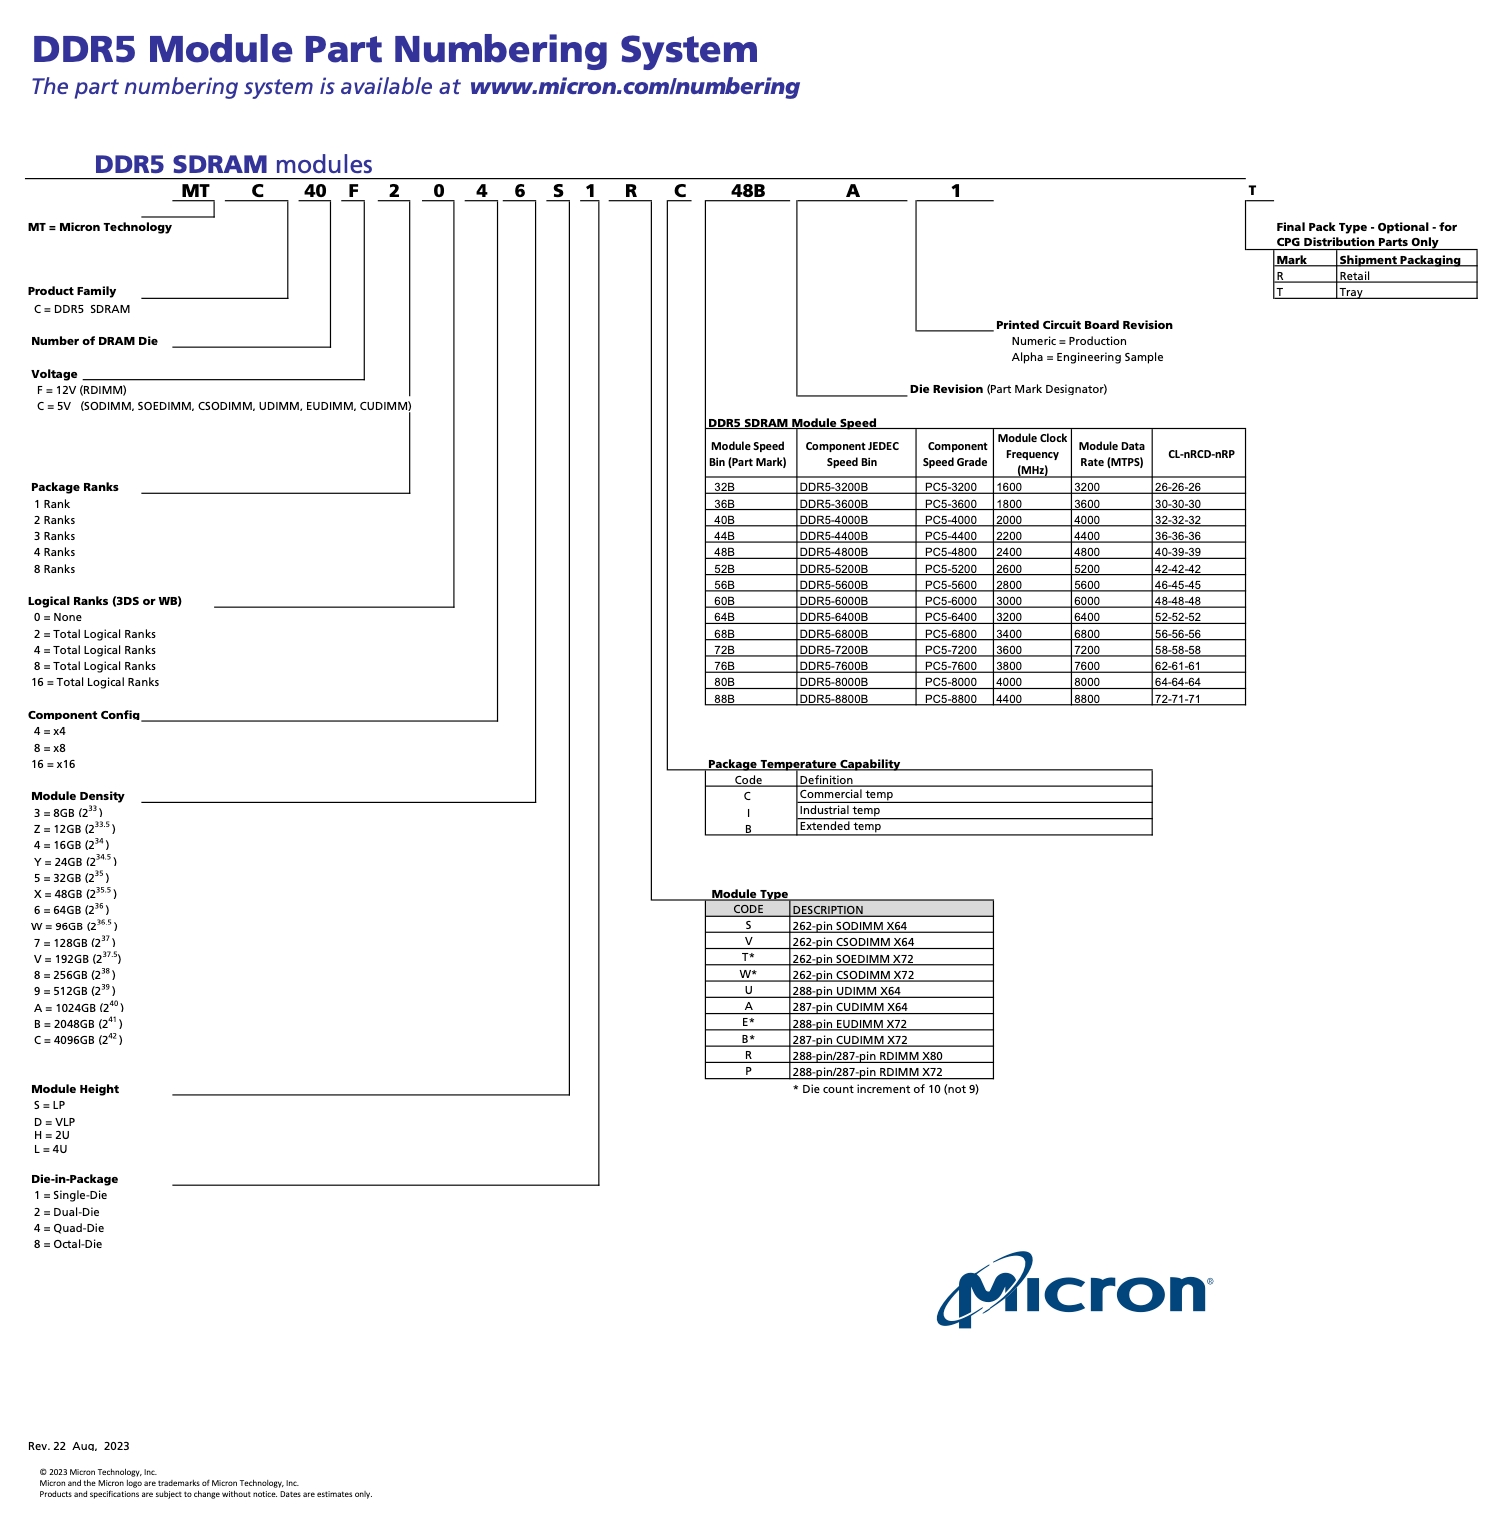 DDR5 Module Part Numbering System
The part numbering system is available at www.micron.com/numbering
DDR5 SDRAM modules
MT C 40 F 2 0 4 6 S 1 R C 48B A 1 T
MT = Micron Technology
Product Family
C = DDR5 SDRAM
Number of DRAM Die
Voltage
F = 12V (RDIMM)
C = 5V (SODIMM, SOEDIMM, CSODIMM, UDIMM, EUDIMM, CUDIMM)
Package Ranks
1 Rank
2 Ranks
3 Ranks
4 Ranks
8 Ranks
Logical Ranks (3DS or WB)
0 = None
2 = Total Logical Ranks
4 = Total Logical Ranks
8 = Total Logical Ranks
16 = Total Logical Ranks
Component Config
4 = x4
8 = x8
16 = x16
Module Density
3 = 8GB (2^33)
Z = 12GB (2^33.5)
4 = 16GB (2^34)
Y = 24GB (2^34.5)
5 = 32GB (2^35)
X = 48GB (2^35.5)
6 = 64GB (2^36)
W = 96GB (2^36.5)
7 = 128GB (2^37)
V = 192GB (2^37.5)
8 = 256GB (2^38)
9 = 512GB (2^39)
A = 1024GB (2^40)
B = 2048GB (2^41)
C = 4096GB (2^42)
Module Height
S = LP
D = VLP
H = 2U
L = 4U
Die-in-Package
1 = Single-Die
2 = Dual-Die
4 = Quad-Die
8 = Octal-Die
Final Pack Type - Optional - for
CPG Distribution Parts Only
Mark Shipment Packaging
R Retail
T Tray
Printed Circuit Board Revision
Numeric = Production
Alpha = Engineering Sample
Die Revision (Part Mark Designator)
DDR5 SDRAM Module Speed
Module Speed Bin (Part Mark) Component JEDEC Speed Bin Component Speed Grade Module Clock Frequency (MHz) Module Data Rate (MTPS) CL-nRCD-nRP
32B DDR5-3200B PC5-3200 1600 3200 26-26-26
36B DDR5-3600B PC5-3600 1800 3600 30-30-30
40B DDR5-4000B PC5-4000 2000 4000 32-32-32
44B DDR5-4400B PC5-4400 2200 4400 36-36-36
48B DDR5-4800B PC5-4800 2400 4800 40-39-39
52B DDR5-5200B PC5-5200 2600 5200 42-42-42
56B DDR5-5600B PC5-5600 2800 5600 46-45-45
60B DDR5-6000B PC5-6000 3000 6000 48-48-48
64B DDR5-6400B PC5-6400 3200 6400 52-52-52
68B DDR5-6800B PC5-6800 3400 6800 56-56-56
72B DDR5-7200B PC5-7200 3600 7200 58-58-58
76B DDR5-7600B PC5-7600 3800 7600 62-61-61
80B DDR5-8000B PC5-8000 4000 8000 64-64-64
88B DDR5-8800B PC5-8800 4400 8800 72-71-71
Package Temperature Capability
Code Definition
C Commercial temp
I Industrial temp
B Extended temp
Module Type
CODE DESCRIPTION
S 262-pin SODIMM X64
V 262-pin CSODIMM X64
T* 262-pin SOEDIMM X72
W* 262-pin CSODIMM X72
U 288-pin UDIMM X64
A 287-pin CUDIMM X64
E* 288-pin EUDIMM X72
B* 287-pin CUDIMM X72
R 288-pin/287-pin RDIMM X80
P 288-pin/287-pin RDIMM X72
* Die count increment of 10 (not 9)
Micron®
Rev. 22 Aug, 2023
© 2023 Micron Technology, Inc.
Micron and the Micron logo are trademarks of Micron Technology, Inc.
Products and specifications are subject to change without notice. Dates are estimates only.